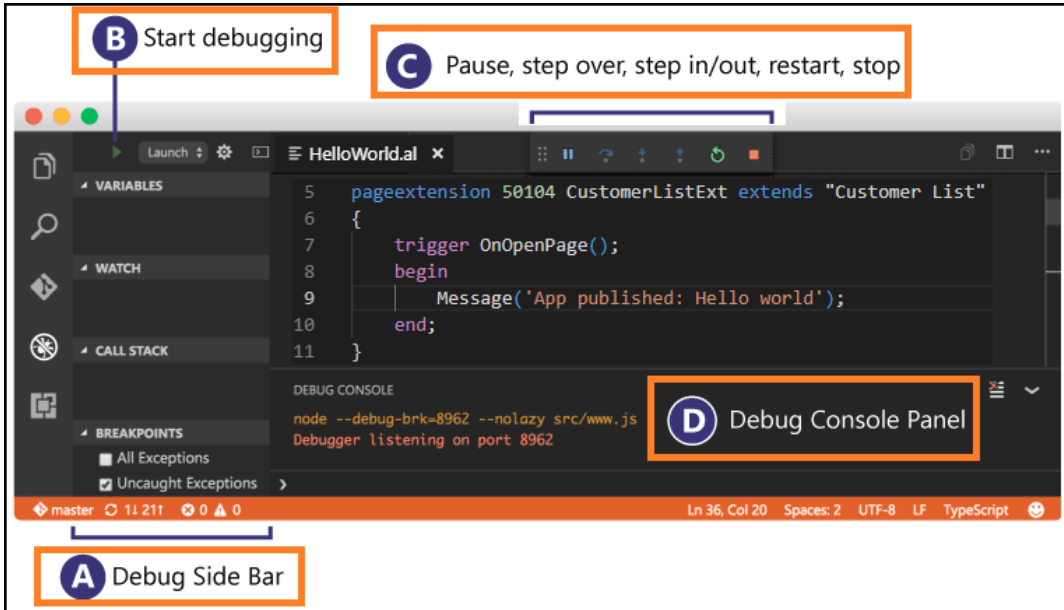 B Start debugging
C Pause, step over, step in/out, restart, stop
Launch
HelloWorld.al ×
VARIABLES
WATCH
CALL STACK
BREAKPOINTS
All Exceptions
Uncaught Exceptions
5 pageextension 50104 CustomerListExt extends "Customer List"
6 {
7 trigger OnOpenPage();
8 begin
9 Message('App published: Hello world');
10 end;
11 }
DEBUG CONSOLE
node --debug-brk=8962 --nolazy src/www.js
Debugger listening on port 8962
D Debug Console Panel
master 1↓ 21↑ 0 0
Ln 36, Col 20 Spaces: 2 UTF-8 LF TypeScript
A Debug Side Bar